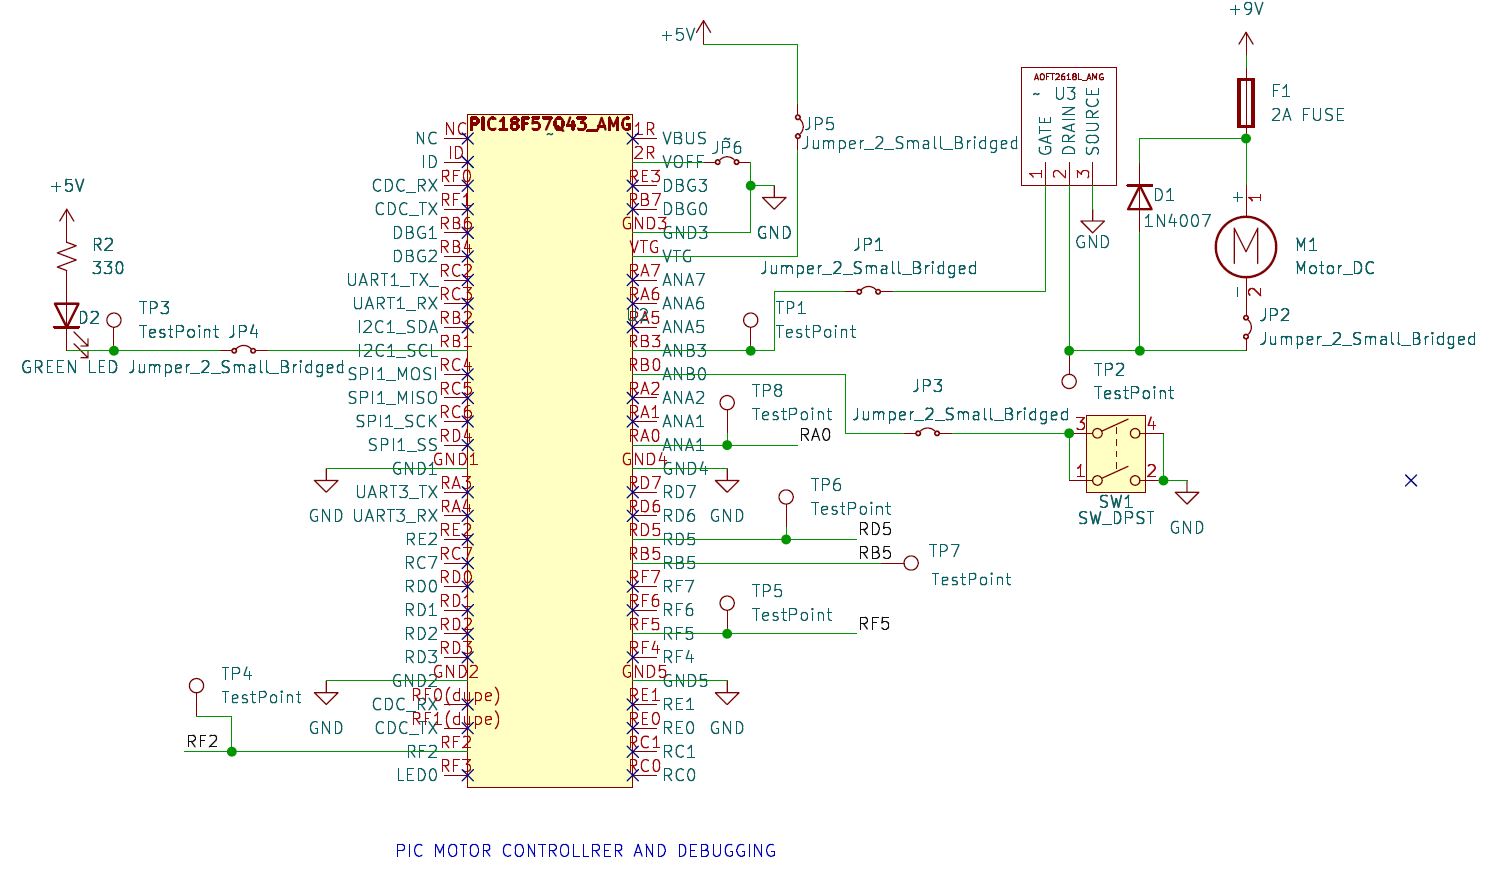 +9V
+5V
AOFT2618L_AMG
~ U3
GATE
DRAIN
SOURCE
1
2
3
F1
2A FUSE
JP5
Jumper_2_Small_Bridged
PIC18F57Q43_AMG
~
NC NC
ID ID
CDC_RX RF0
CDC_TX RF1
DBG1 RB6
DBG2 RB4
UART1_TX_ RC2
UART1_RX RC3
I2C1_SDA RB2
I2C1_SCL RB1
SPI1_MOSI RC4
SPI1_MISO RC5
SPI1_SCK RC6
SPI1_SS RD4
GND1 GND1
UART3_TX RA3
UART3_RX RA4
RE2 RE2
RC7 RC7
RD0 RD0
RD1 RD1
RD2 RD2
RD3 RD3
GND2 GND2
CDC_RX RF0(dupe)
CDC_TX RF1(dupe)
RF2 RF2
LED0 RF3
1R VBUS
2R VOFF
RE3 DBG3
RB7 DBG0
GND3 GND3
VTG VTG
RA7 ANA7
RA6 ANA6
RA5 ANA5
RB3 ANB3
RB0 ANB0
RA2 ANA2
RA1 ANA1
RA0 ANA1
GND4 GND4
RD7 RD7
RD6 RD6
RD5 RD5
RB5 RB5
RF7 RF7
RF6 RF6
RF5 RF5
RF4 RF4
GND5 GND5
RE1 RE1
RE0 RE0
RC1 RC1
RC0 RC0
JP6
~
GND
+5V
R2
330
D2
GREEN LED
TP3
TestPoint
JP4
Jumper_2_Small_Bridged
JP1
Jumper_2_Small_Bridged
GND
D1
1N4007
+
1
M
2
M1
Motor_DC
JP2
Jumper_2_Small_Bridged
TP1
TestPoint
TP2
TestPoint
TP8
TestPoint
RA0
JP3
Jumper_2_Small_Bridged
3
4
1
2
SW1
SW_DPST
GND
GND
GND
TP6
TestPoint
RD5
RB5
TP7
TestPoint
TP5
TestPoint
RF5
TP4
TestPoint
GND
GND
RF2
PIC MOTOR CONTROLLRER AND DEBUGGING